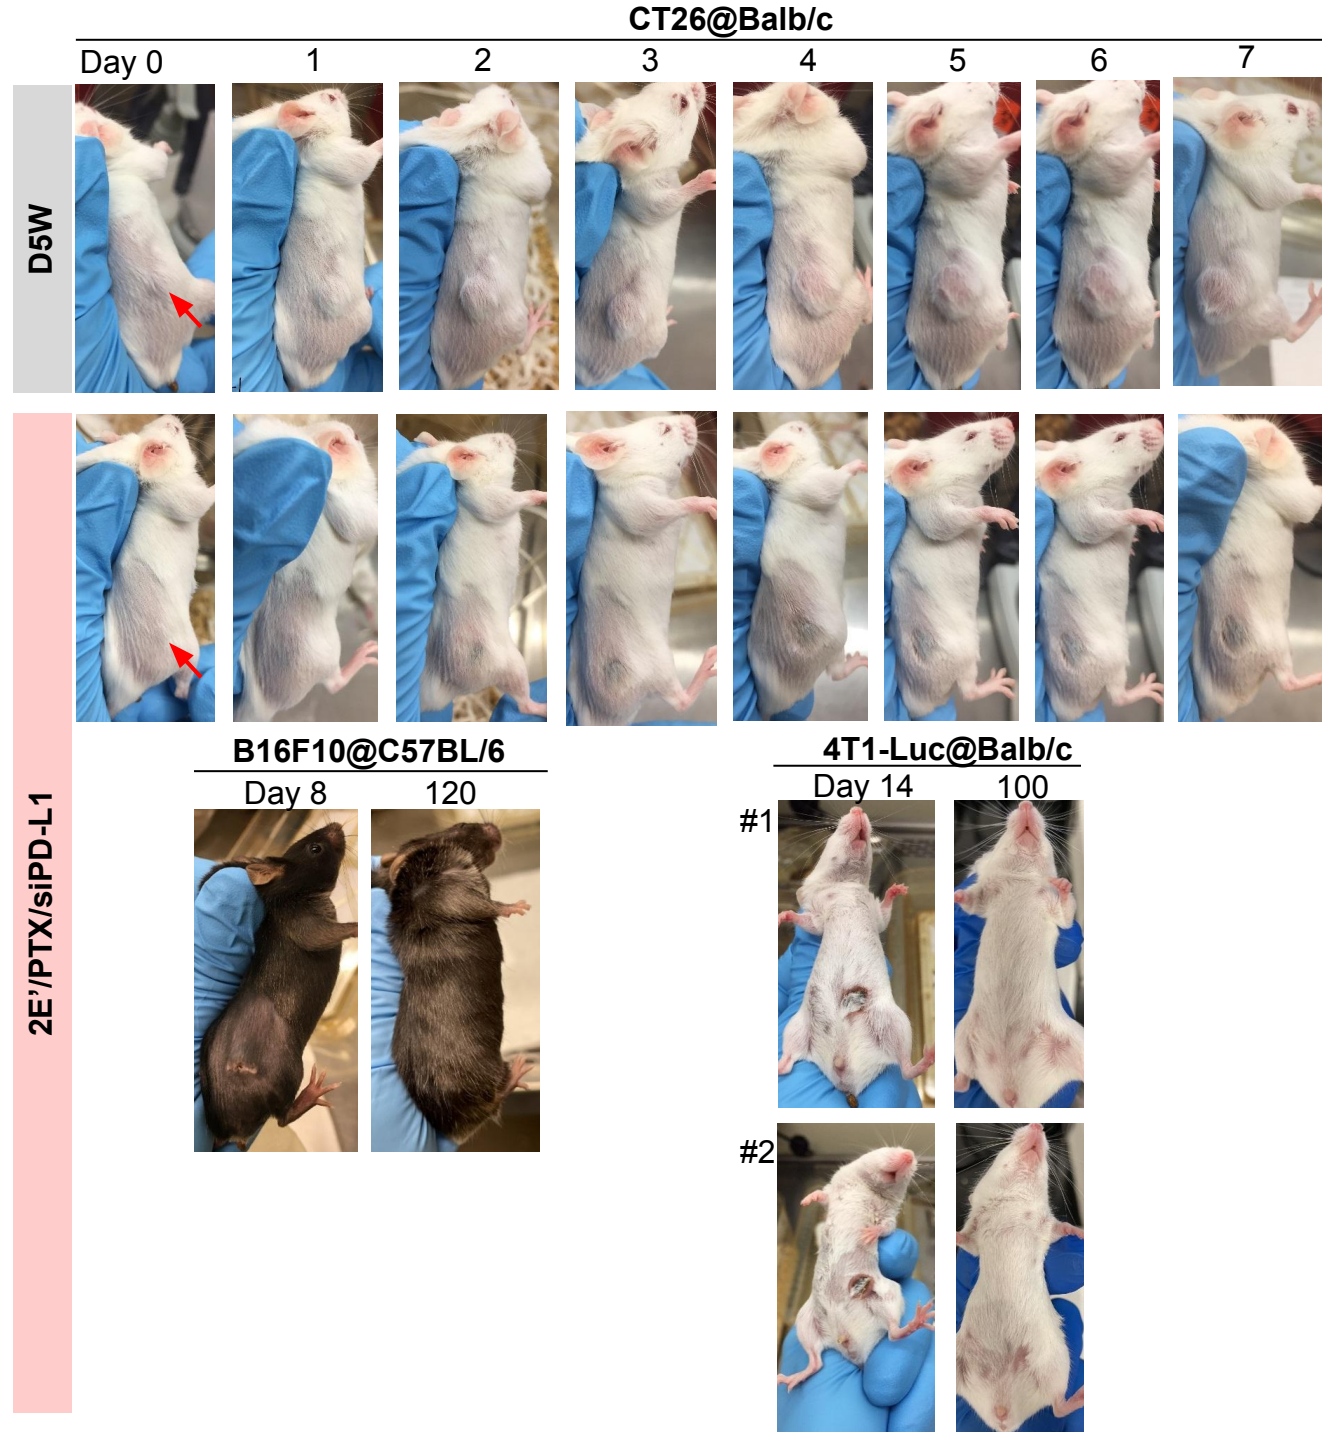 CT26@Balb/c
Day 0 1 2 3 4 5 6 7
D5W
2E’/PTX/siPD-L1
B16F10@C57BL/6
Day 8 120
4T1-Luc@Balb/c
Day 14 100
#1
#2